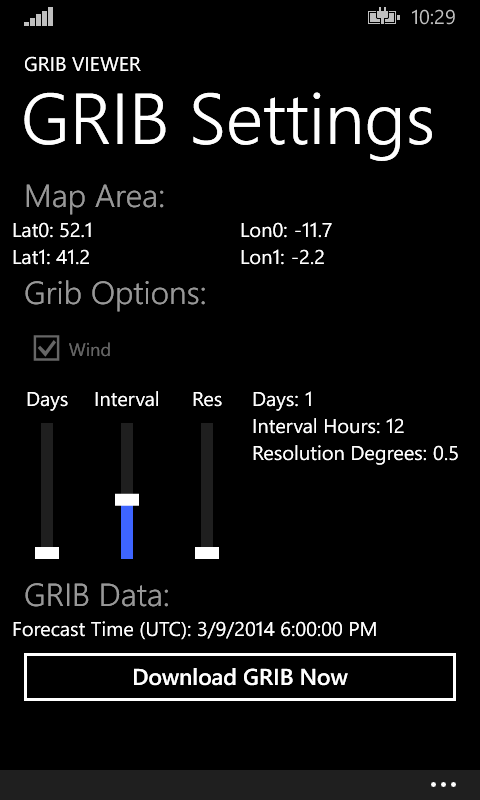 10:29
GRIB VIEWER
GRIB Settings
Map Area:
Lat0: 52.1 Lon0: -11.7
Lat1: 41.2 Lon1: -2.2
Grib Options:
Wind
Days Interval Res
Days: 1
Interval Hours: 12
Resolution Degrees: 0.5
GRIB Data:
Forecast Time (UTC): 3/9/2014 6:00:00 PM
Download GRIB Now